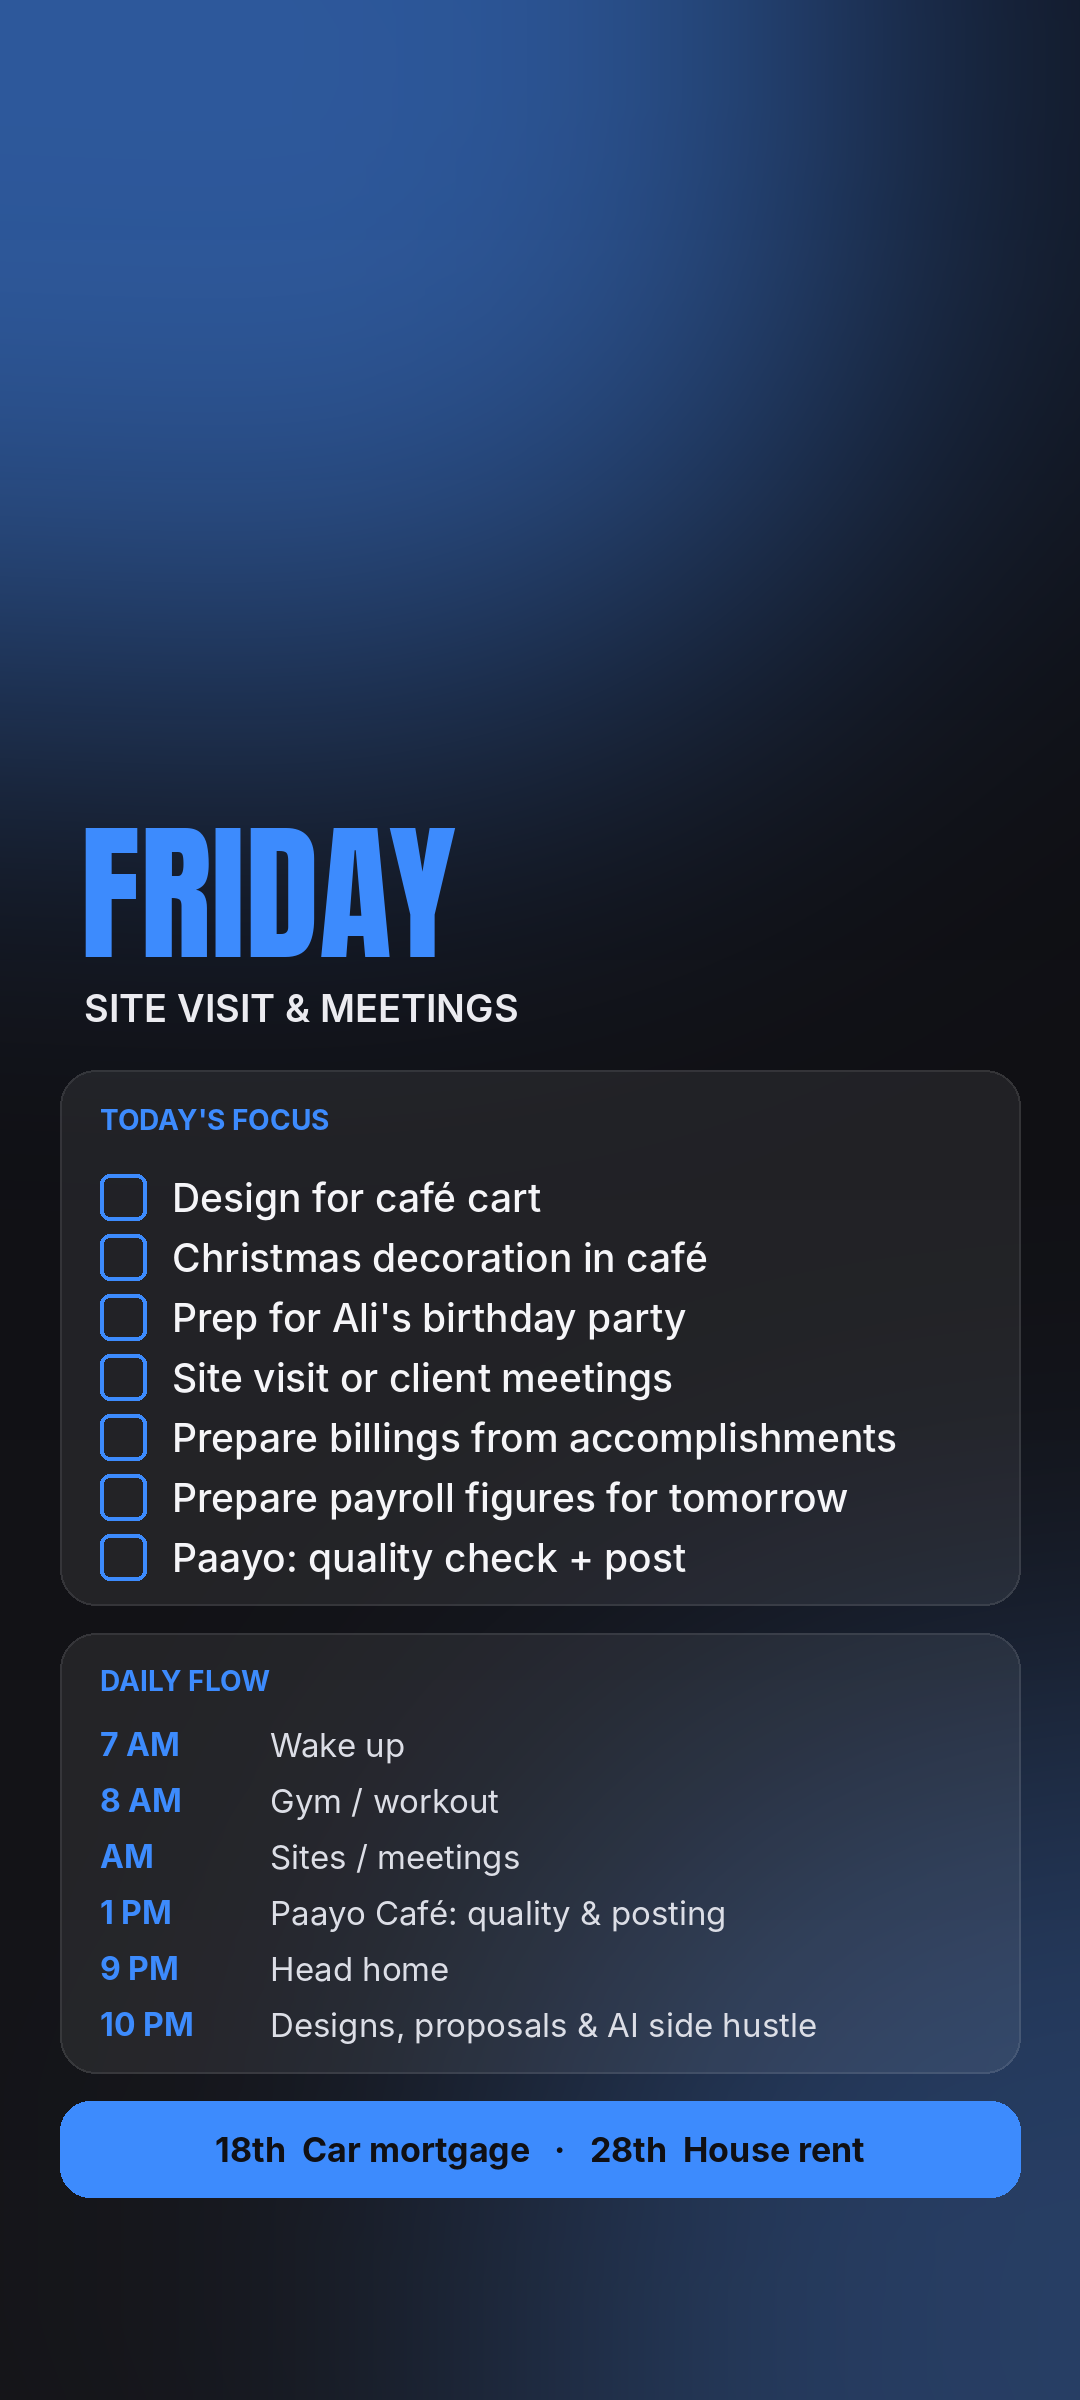 FRIDAY
SITE VISIT & MEETINGS
TODAY'S FOCUS
Design for café cart
Christmas decoration in café
Prep for Ali's birthday party
Site visit or client meetings
Prepare billings from accomplishments
Prepare payroll figures for tomorrow
Paayo: quality check + post
DAILY FLOW
7 AM Wake up
8 AM Gym / workout
AM Sites / meetings
1 PM Paayo Café: quality & posting
9 PM Head home
10 PM Designs, proposals & AI side hustle
18th Car mortgage · 28th House rent